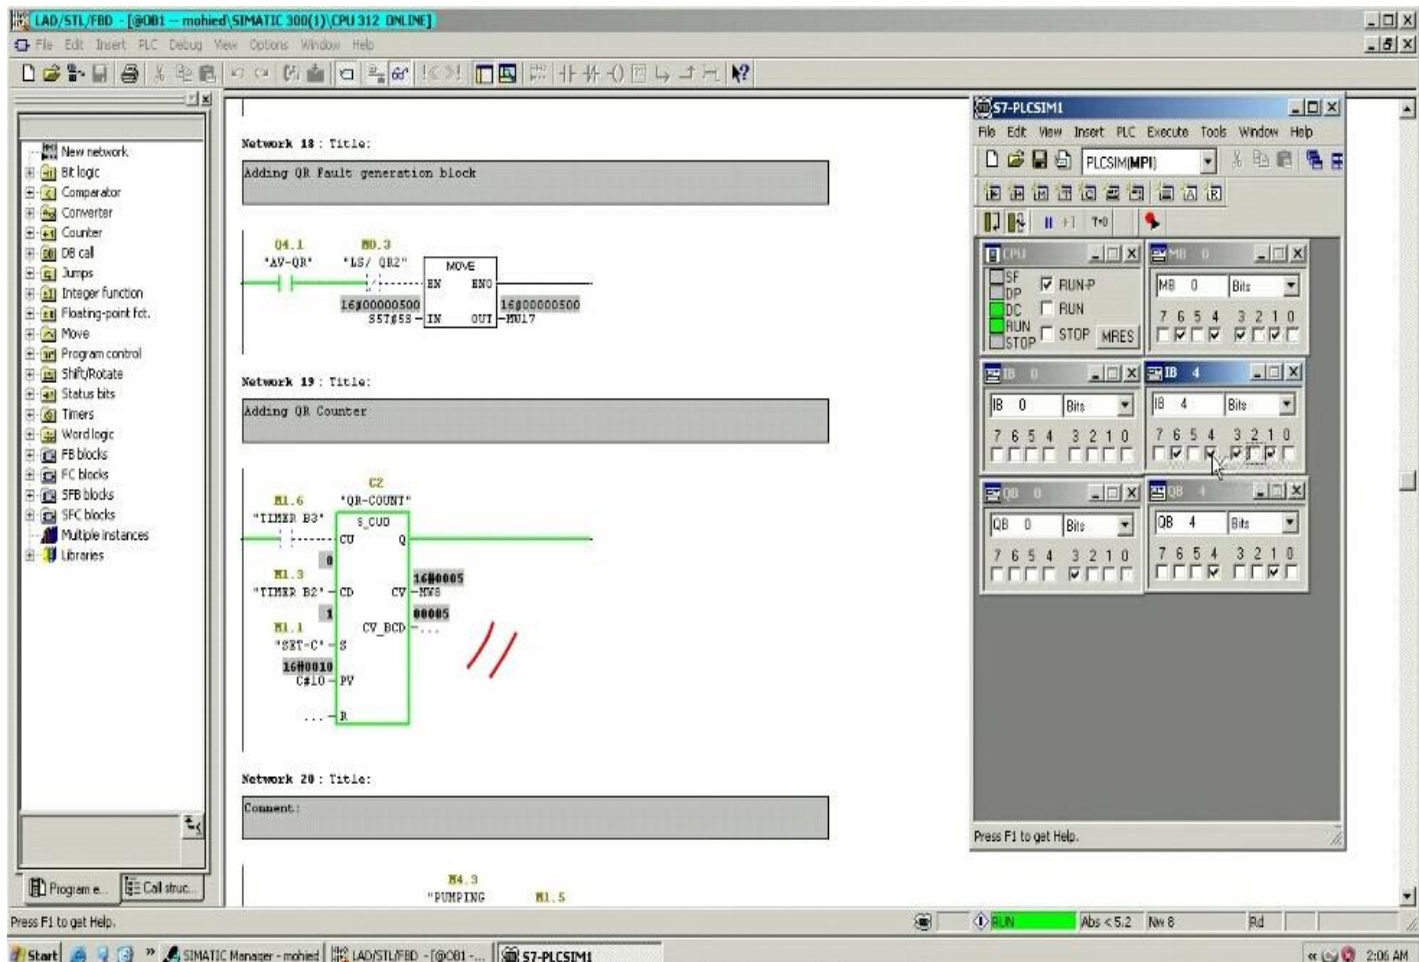 LAD/STL/FBD - [@OB1 -- mohied\SIMATIC 300(1)\CPU 312 ONLINE]
File Edit Insert PLC Debug View Options Window Help
New network
Bit logic
Comparator
Converter
Counter
DB call
Jumps
Integer function
Floating-point fct.
Move
Program control
Shift/Rotate
Status bits
Timers
Word logic
FB blocks
FC blocks
SFB blocks
SFC blocks
Multiple instances
Libraries
Program e...
Call struc...
Network 18 : Title:
Adding QR Fault generation block
Q4.1 M0.3
"AV-QR" "LS/ QR2" MOVE
EN ENO
16#00000500 16#00000500
S5T#5S IN OUT MW17
Network 19 : Title:
Adding QR Counter
C2
M1.6 "QR-COUNT"
"TIMER B3" S_CUD
CU Q
0
M1.3 16#0005
"TIMER B2" CD CV MW8
1 00005
M1.1 CV_BCD ...
"SET-C" S
16#0010
C#10 PV
... R
Network 20 : Title:
Comment:
M4.3
"PUMPING M1.5
S7-PLCSIM1
File Edit View Insert PLC Execute Tools Window Help
PLCSIM(MPI)
T=0
CPU
SF
DP
DC
RUN
STOP
RUN-P
RUN
STOP MRES
MB 0
MB 0 Bits
7 6 5 4 3 2 1 0
IB 0
IB 0 Bits
7 6 5 4 3 2 1 0
IB 4
IB 4 Bits
7 6 5 4 3 2 1 0
QB 0
QB 0 Bits
7 6 5 4 3 2 1 0
QB 4
QB 4 Bits
7 6 5 4 3 2 1 0
Press F1 to get Help.
Press F1 to get Help.
RUN Abs < 5.2 Nw 8 Rd
Start SIMATIC Manager - mohied LAD/STL/FBD - [@OB1 -... S7-PLCSIM1 2:06 AM